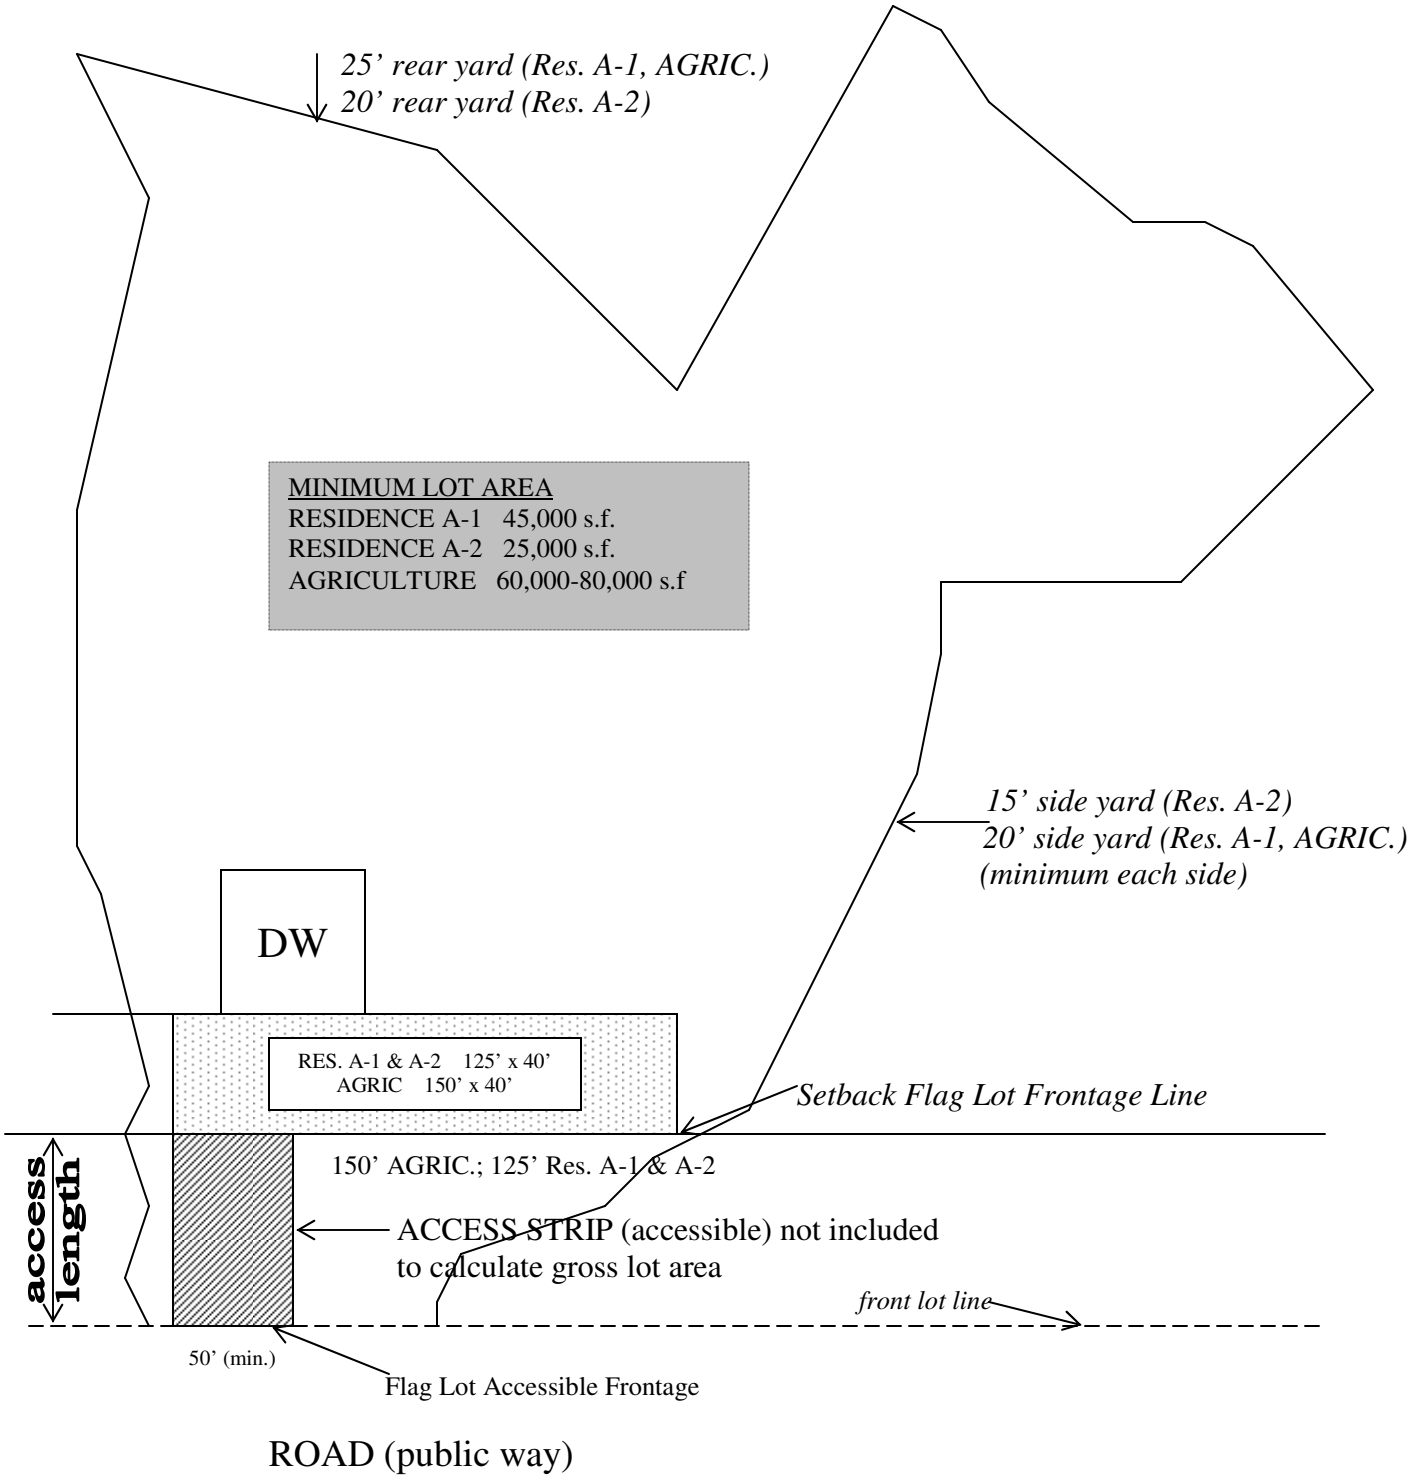 25’ rear yard (Res. A-1, AGRIC.)
20’ rear yard (Res. A-2)
MINIMUM LOT AREA
RESIDENCE A-1 45,000 s.f.
RESIDENCE A-2 25,000 s.f.
AGRICULTURE 60,000-80,000 s.f
15’ side yard (Res. A-2)
20’ side yard (Res. A-1, AGRIC.)
(minimum each side)
DW
RES. A-1 & A-2 125’ x 40’
AGRIC 150’ x 40’
Setback Flag Lot Frontage Line
access
length
150’ AGRIC.; 125’ Res. A-1 & A-2
ACCESS STRIP (accessible) not included
to calculate gross lot area
front lot line
50’ (min.)
Flag Lot Accessible Frontage
ROAD (public way)